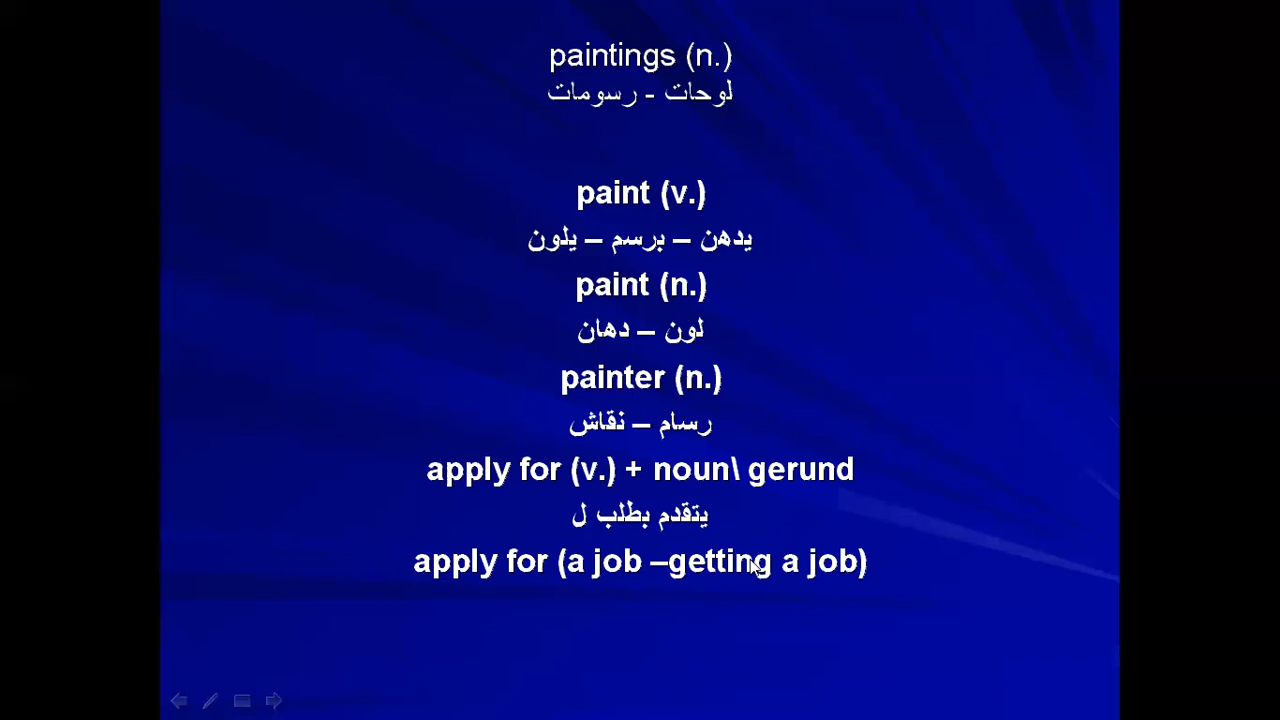 paintings (n.)
لوحات - رسومات
paint (v.)
يدهن – برسم – يلون
paint (n.)
لون – دهان
painter (n.)
رسام – نقاش
apply for (v.) + noun\ gerund
يتقدم بطلب ل
apply for (a job –getting a job)